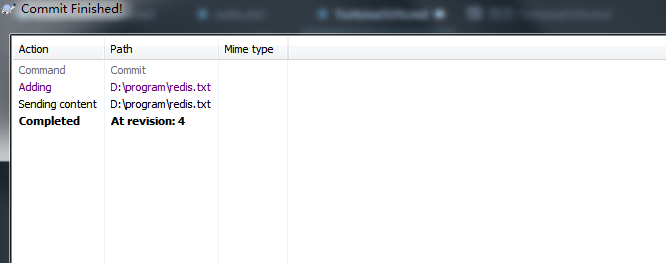 Commit Finished!
Action Path Mime type
Command Commit
Adding D:\program\redis.txt
Sending content D:\program\redis.txt
Completed At revision: 4